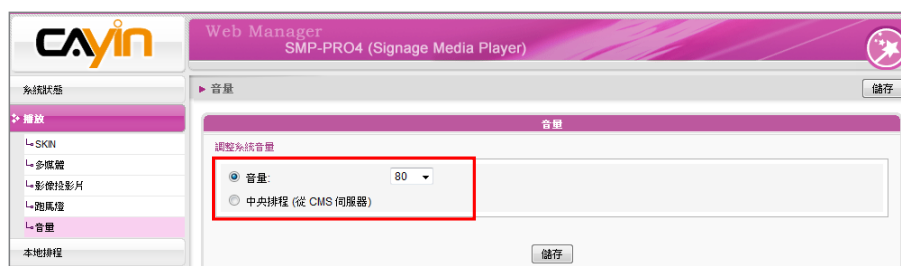 CAYIN
Web Manager
SMP-PRO4 (Signage Media Player)
系統狀態
音量
儲存
播放
SKIN
多媒體
影像投影片
跑馬燈
音量
本地排程
音量
調整系統音量
音量: 80
中央排程 (從 CMS 伺服器)
儲存